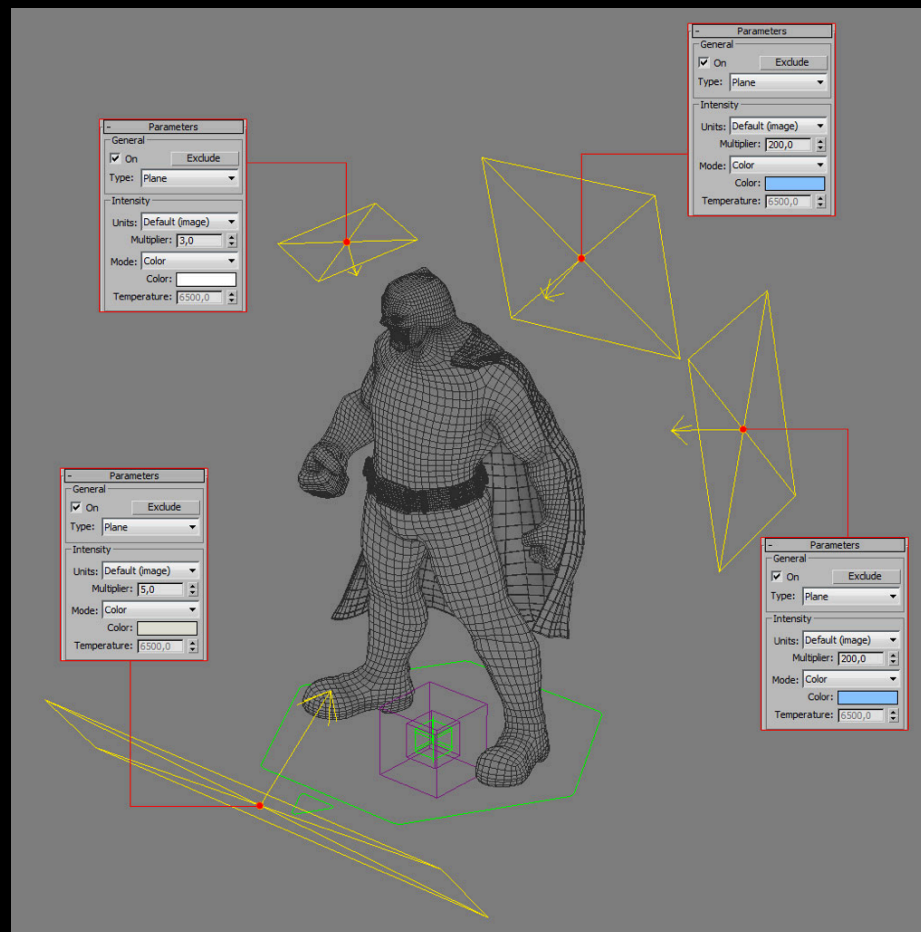 - Parameters
General
On Exclude
Type: Plane
Intensity
Units: Default (image)
Multiplier: 200,0
Mode: Color
Color:
Temperature: 6500,0
- Parameters
General
On Exclude
Type: Plane
Intensity
Units: Default (image)
Multiplier: 3,0
Mode: Color
Color:
Temperature: 6500,0
- Parameters
General
On Exclude
Type: Plane
Intensity
Units: Default (image)
Multiplier: 5,0
Mode: Color
Color:
Temperature: 6500,0
- Parameters
General
On Exclude
Type: Plane
Intensity
Units: Default (image)
Multiplier: 200,0
Mode: Color
Color:
Temperature: 6500,0